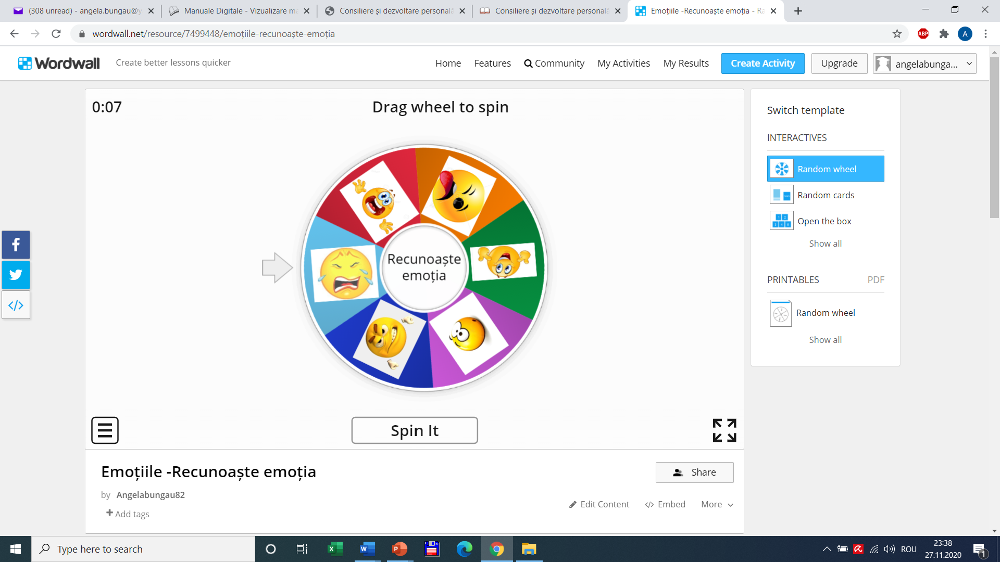 (308 unread) - angela.bungau@y
Manuale Digitale - Vizualizare ma
Consiliere și dezvoltare personală
Consiliere și dezvoltare personală
Emoțiile -Recunoaște emoția - Ra
wordwall.net/resource/7499448/emoțiile-recunoaște-emoția
ABP
A
Wordwall
Create better lessons quicker
Home
Features
Community
My Activities
My Results
Create Activity
Upgrade
angelabunga...
0:07
Drag wheel to spin
Recunoaște
emoția
Spin It
Switch template
INTERACTIVES
Random wheel
Random cards
Open the box
Show all
PRINTABLES PDF
Random wheel
Show all
Emoțiile -Recunoaște emoția
by Angelabungau82
+ Add tags
Share
Edit Content
</> Embed
More
Type here to search
ROU
23:38
27.11.2020
1